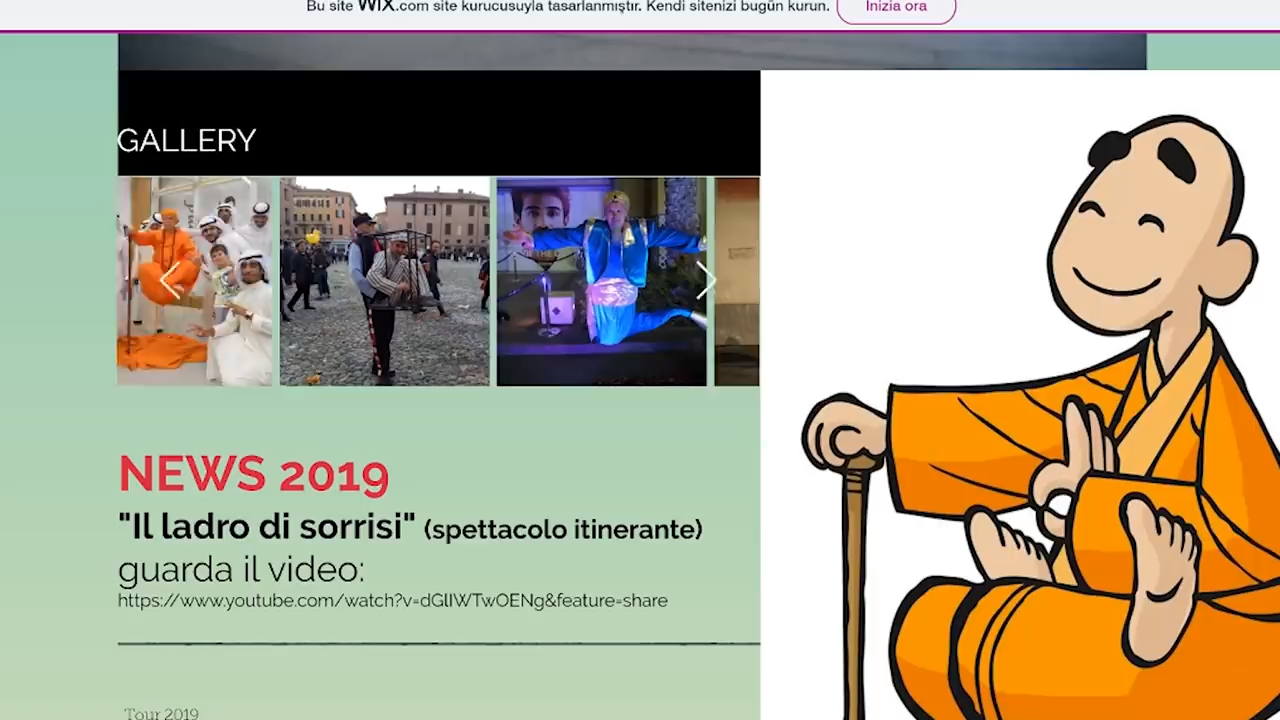 Bu site WIX.com site kurucusuyla tasarlanmıştır. Kendi sitenizi bugün kurun.
Inizia ora
GALLERY
NEWS 2019
"Il ladro di sorrisi" (spettacolo itinerante)
guarda il video:
https://www.youtube.com/watch?v=dGlIWTwOENg&feature=share
Tour 2019